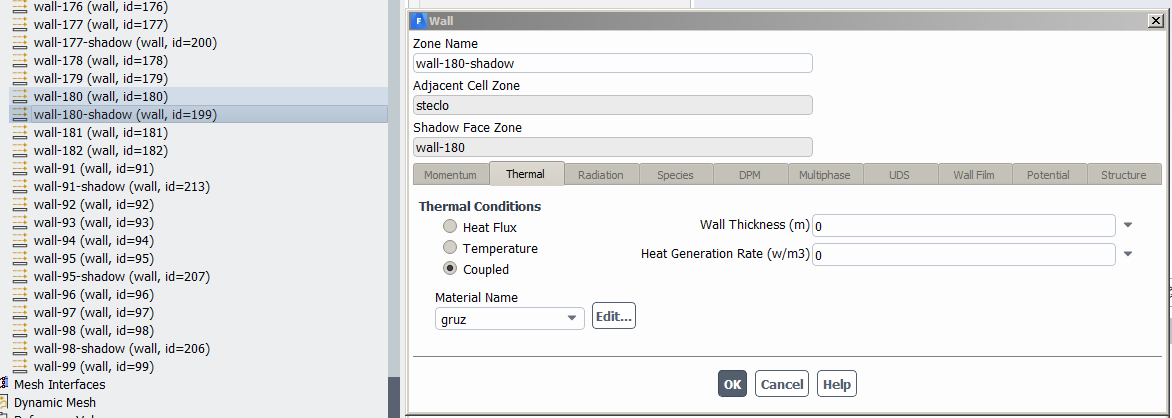 wall-176 (wall, id=176)
wall-177 (wall, id=177)
wall-177-shadow (wall, id=200)
wall-178 (wall, id=178)
wall-179 (wall, id=179)
wall-180 (wall, id=180)
wall-180-shadow (wall, id=199)
wall-181 (wall, id=181)
wall-182 (wall, id=182)
wall-91 (wall, id=91)
wall-91-shadow (wall, id=213)
wall-92 (wall, id=92)
wall-93 (wall, id=93)
wall-94 (wall, id=94)
wall-95 (wall, id=95)
wall-95-shadow (wall, id=207)
wall-96 (wall, id=96)
wall-97 (wall, id=97)
wall-98 (wall, id=98)
wall-98-shadow (wall, id=206)
wall-99 (wall, id=99)
Mesh Interfaces
Dynamic Mesh
F Wall
Zone Name
wall-180-shadow
Adjacent Cell Zone
steclo
Shadow Face Zone
wall-180
Momentum Thermal Radiation Species DPM Multiphase UDS Wall Film Potential Structure
Thermal Conditions
Heat Flux
Temperature
Coupled
Wall Thickness (m) 0
Heat Generation Rate (w/m3) 0
Material Name
gruz Edit...
OK Cancel Help